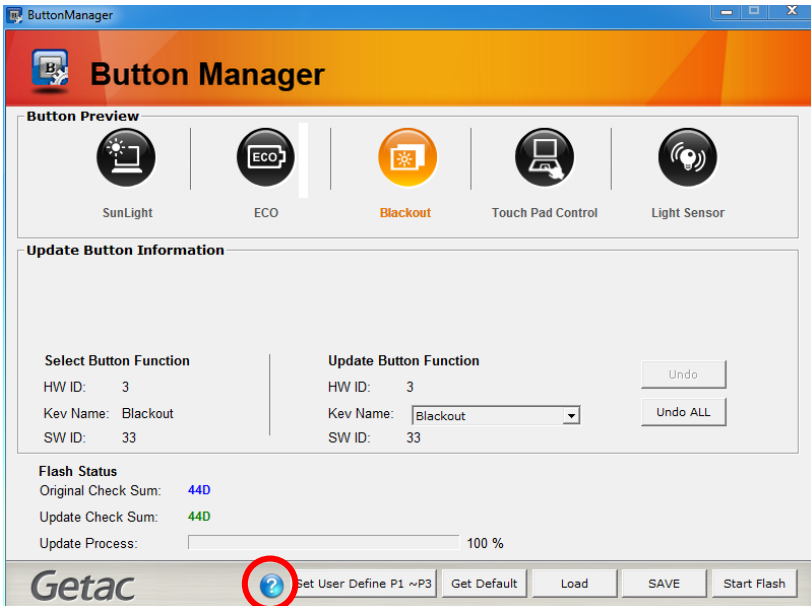 ButtonManager
Button Manager
Button Preview
ECO
SunLight
ECO
Blackout
Touch Pad Control
Light Sensor
Update Button Information
Select Button Function
Update Button Function
HW ID: 3
HW ID: 3
Undo
Kev Name: Blackout
Kev Name: Blackout
Undo ALL
SW ID: 33
SW ID: 33
Flash Status
Original Check Sum: 44D
Update Check Sum: 44D
Update Process: 100 %
Getac
?
Set User Define P1 ~P3
Get Default
Load
SAVE
Start Flash